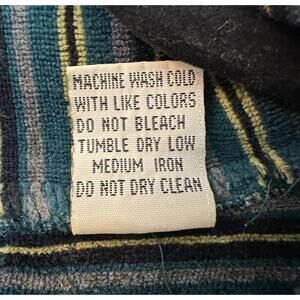 MACHINE WASH COLD
WITH LIKE COLORS
DO NOT BLEACH
TUMBLE DRY LOW
MEDIUM IRON
DO NOT DRY CLEAN